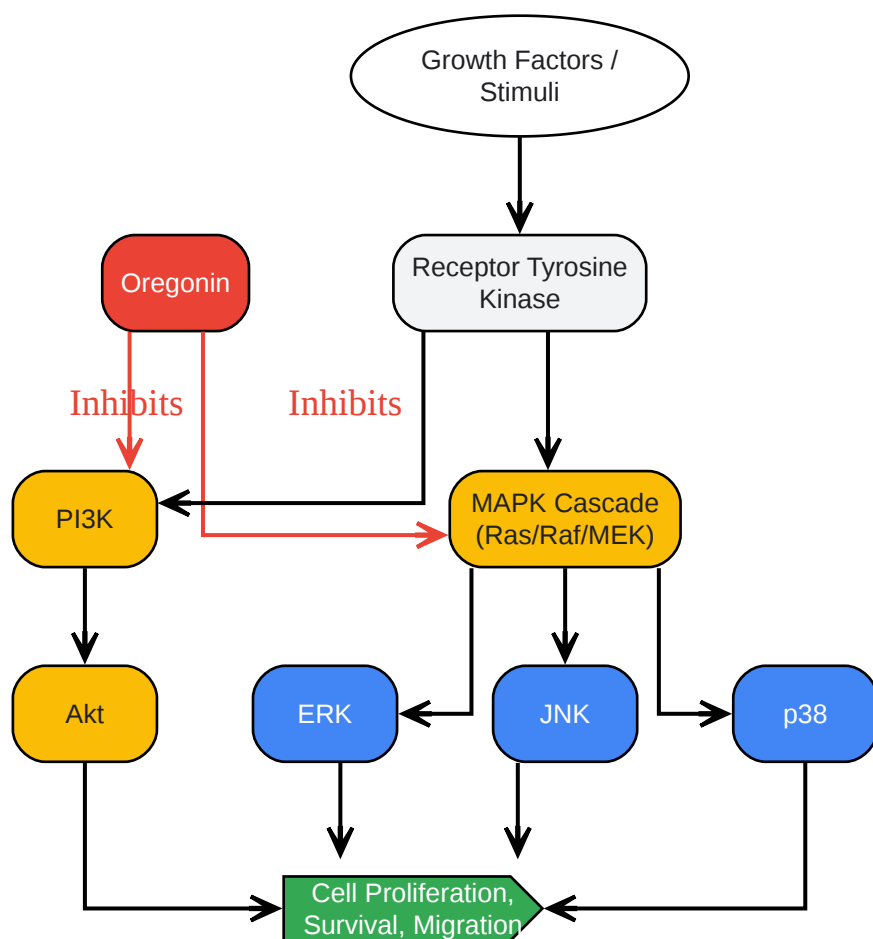 Growth Factors /
Stimuli
Oregonin
Receptor Tyrosine
Kinase
Inhibits
Inhibits
PI3K
MAPK Cascade
(Ras/Raf/MEK)
Akt
ERK
JNK
p38
Cell Proliferation,
Survival, Migration